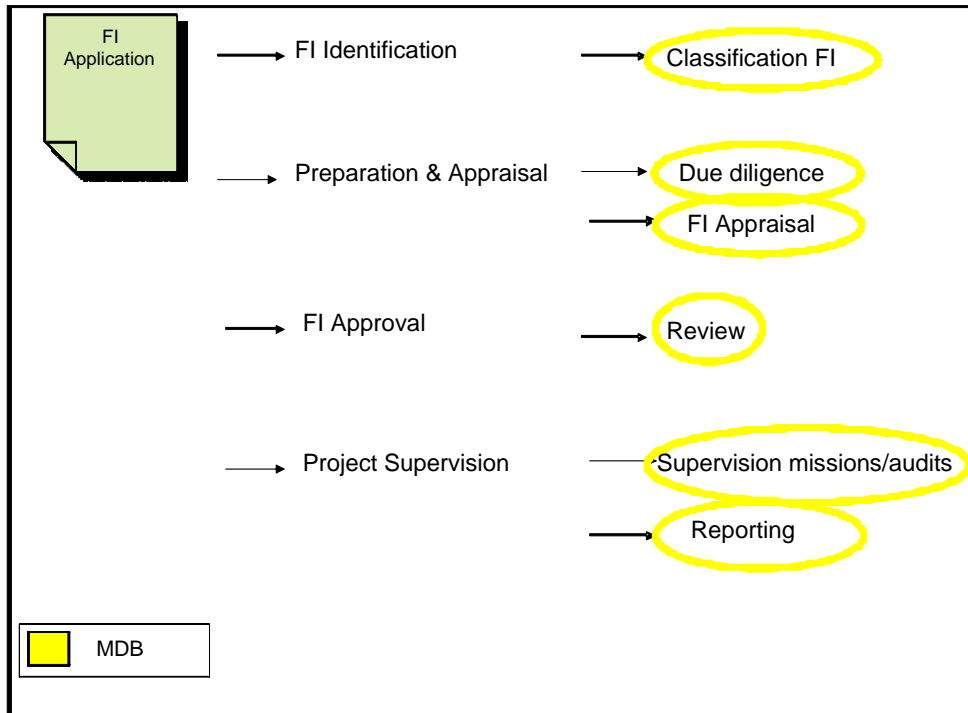 FI
Application
FI Identification
Classification FI
Preparation & Appraisal
Due diligence
FI Appraisal
FI Approval
Review
Project Supervision
Supervision missions/audits
Reporting
MDB